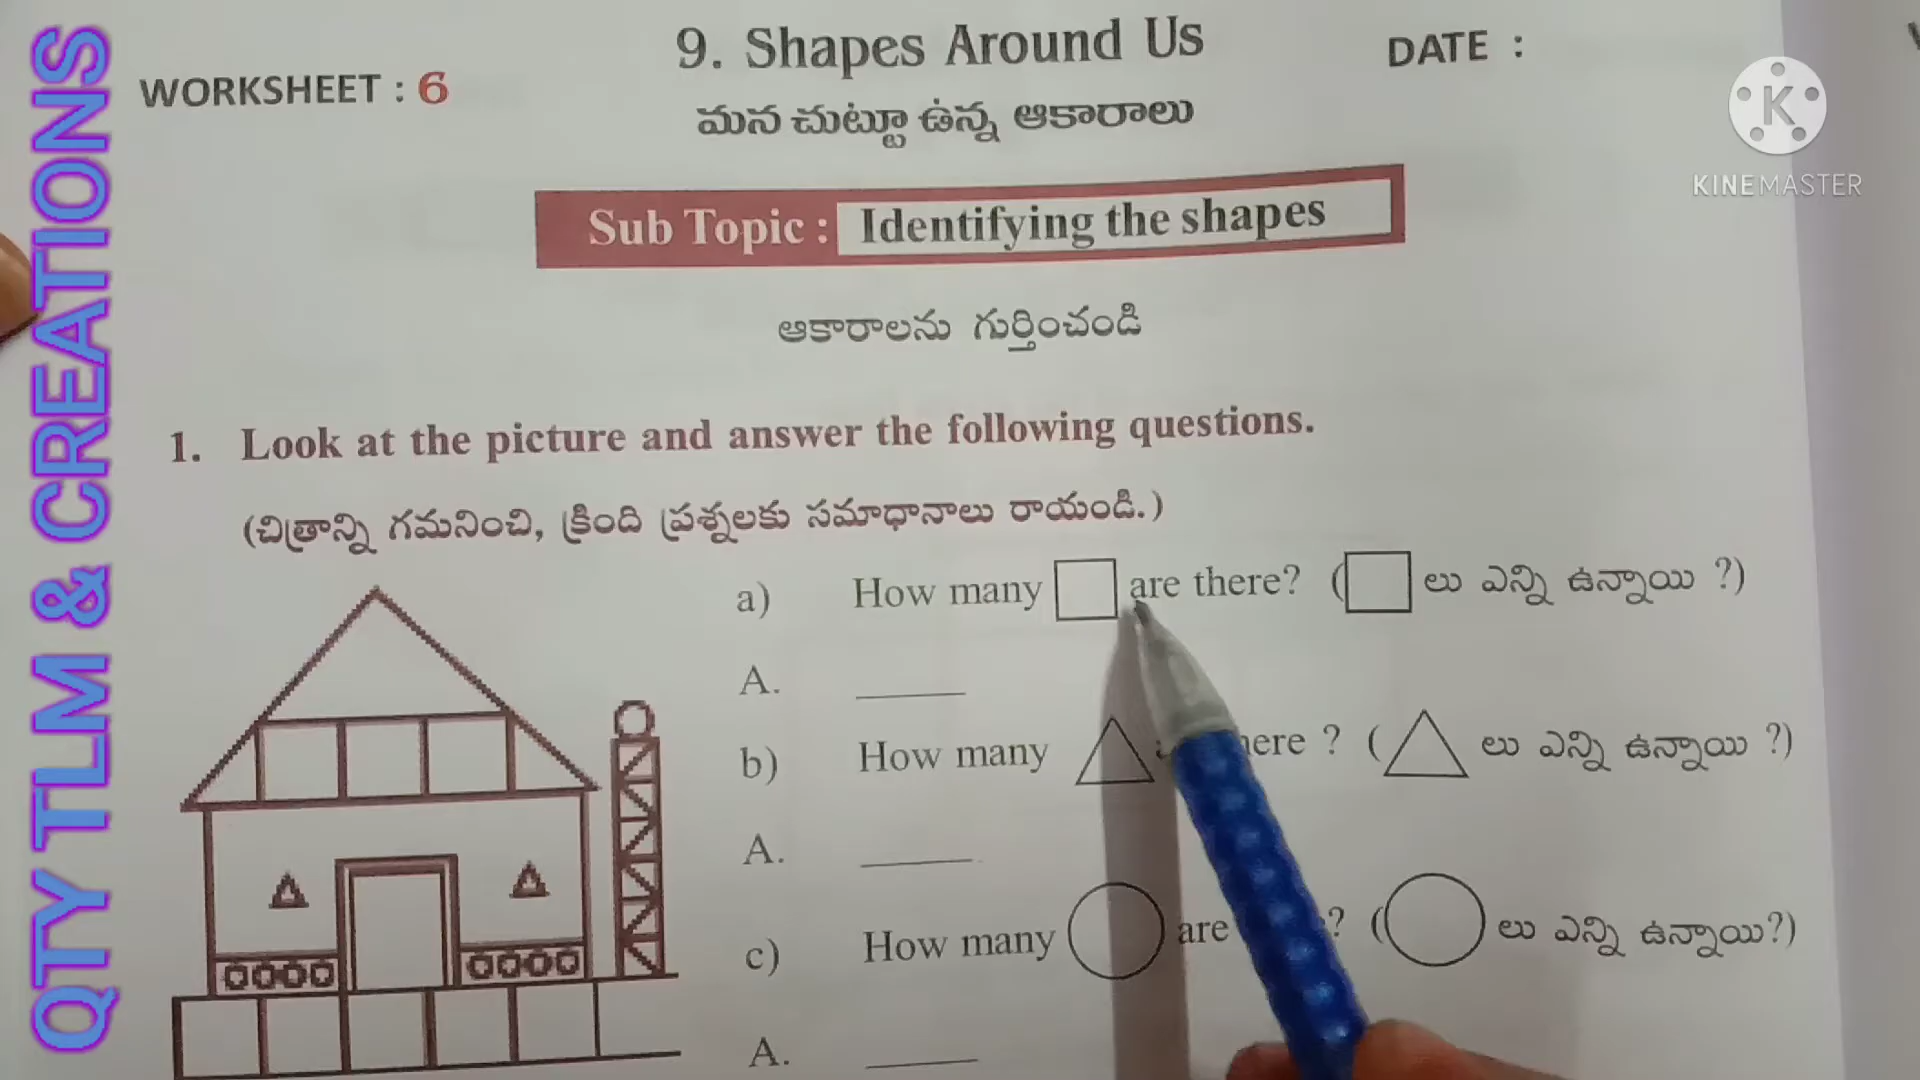 QTY TLM & CREATIONS
WORKSHEET : 6
9. Shapes Around Us
DATE :
మన చుట్టూ ఉన్న ఆకారాలు
K
KINEMASTER
Sub Topic : Identifying the shapes
ఆకారాలను గుర్తించండి
1. Look at the picture and answer the following questions.
(చిత్రాన్ని గమనించి, క్రింది ప్రశ్నలకు సమాధానాలు రాయండి.)
a) How many are there? ( లు ఎన్ని ఉన్నాయి ?)
A.
b) How many ? ( లు ఎన్ని ఉన్నాయి ?)
A.
c) How many are ? ( లు ఎన్ని ఉన్నాయి?)
A.